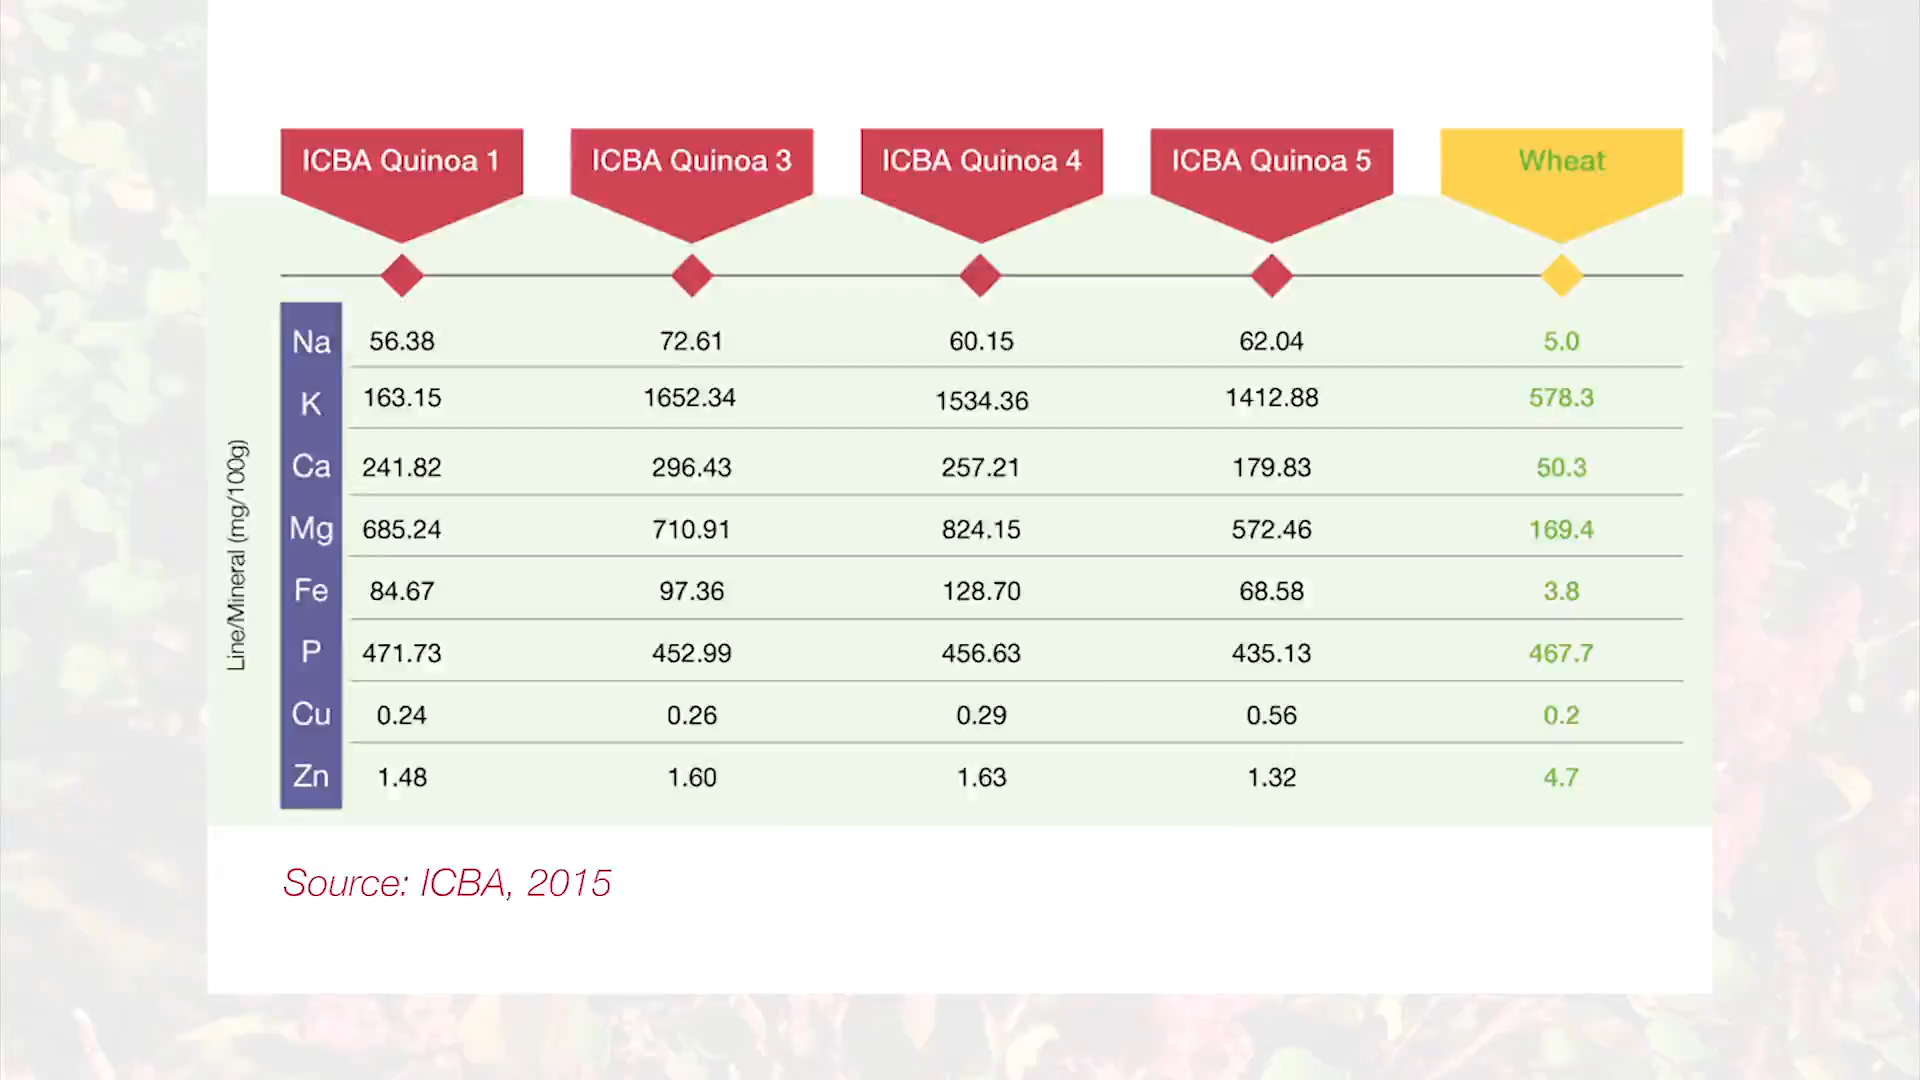 ICBA Quinoa 1 ICBA Quinoa 3 ICBA Quinoa 4 ICBA Quinoa 5 Wheat
Line/Mineral (mg/100g)
Na 56.38 72.61 60.15 62.04 5.0
K 163.15 1652.34 1534.36 1412.88 578.3
Ca 241.82 296.43 257.21 179.83 50.3
Mg 685.24 710.91 824.15 572.46 169.4
Fe 84.67 97.36 128.70 68.58 3.8
P 471.73 452.99 456.63 435.13 467.7
Cu 0.24 0.26 0.29 0.56 0.2
Zn 1.48 1.60 1.63 1.32 4.7
Source: ICBA, 2015